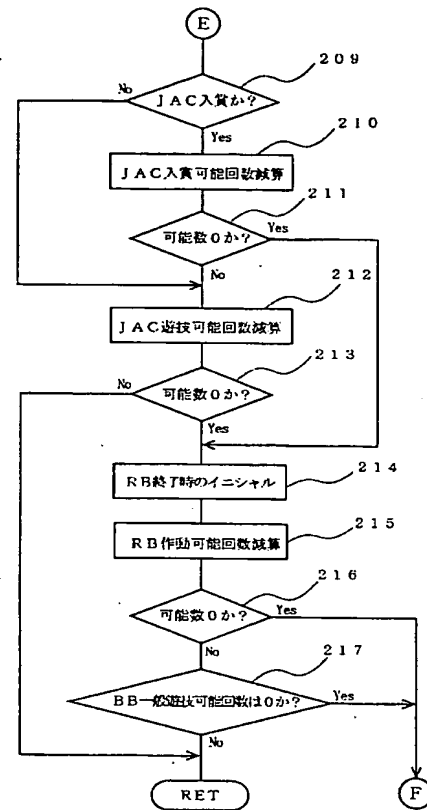 E
209
No
JAC入賞か?
Yes
210
JAC入賞可能回数減算
211
可能数0か?
Yes
No
212
JAC遊技可能回数減算
213
No
可能数0か?
Yes
214
RB終了時のイニシャル
215
RB作動可能回数減算
216
可能数0か?
Yes
No
217
BB一般遊技可能回数は0か?
Yes
No
RET
F